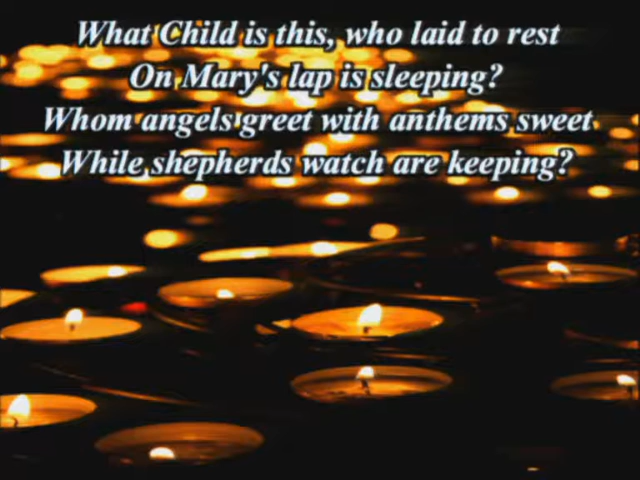 What Child is this, who laid to rest
On Mary's lap is sleeping?
Whom angels greet with anthems sweet
While shepherds watch are keeping?